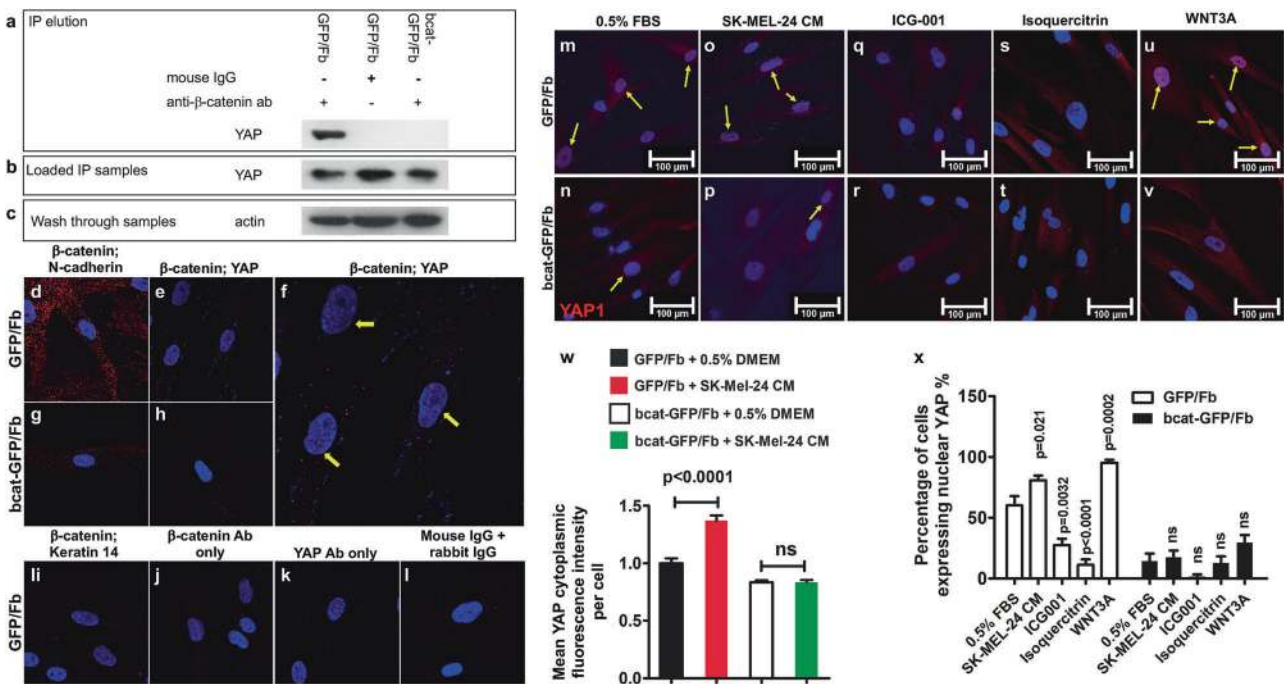 a
IP elution
GFP/Fb
GFP/Fb
bcat-
GFP/Fb
mouse IgG
- + -
anti-β-catenin ab
+ - +
YAP
b
Loaded IP samples
YAP
c
Wash through samples
actin
β-catenin;
N-cadherin
β-catenin; YAP
β-catenin; YAP
GFP/Fb
d
e
f
bcat-GFP/Fb
g
h
β-catenin;
Keratin 14
β-catenin Ab
only
YAP Ab only
Mouse IgG +
rabbit IgG
GFP/Fb
Ii
j
k
l
0.5% FBS
SK-MEL-24 CM
ICG-001
Isoquercitrin
WNT3A
GFP/Fb
m
o
q
s
u
100 µm
100 µm
100 µm
100 µm
100 µm
bcat-GFP/Fb
n
p
r
t
v
YAP1
100 µm
100 µm
100 µm
100 µm
100 µm
w
GFP/Fb + 0.5% DMEM
GFP/Fb + SK-Mel-24 CM
bcat-GFP/Fb + 0.5% DMEM
bcat-GFP/Fb + SK-Mel-24 CM
Mean YAP cytoplasmic
fluorescence intensity
per cell
1.5
1.0
0.5
0.0
p<0.0001
ns
x
GFP/Fb
bcat-GFP/Fb
Percentage of cells
expressing nuclear YAP %
100
50
0
p=0.021
p=0.0032
p<0.0001
p=0.0002
ns
ns
ns
ns
0.5% FBS
SK-MEL-24 CM
ICG001
Isoquercitrin
WNT3A
0.5% FBS
SK-MEL-24 CM
ICG001
Isoquercitrin
WNT3A